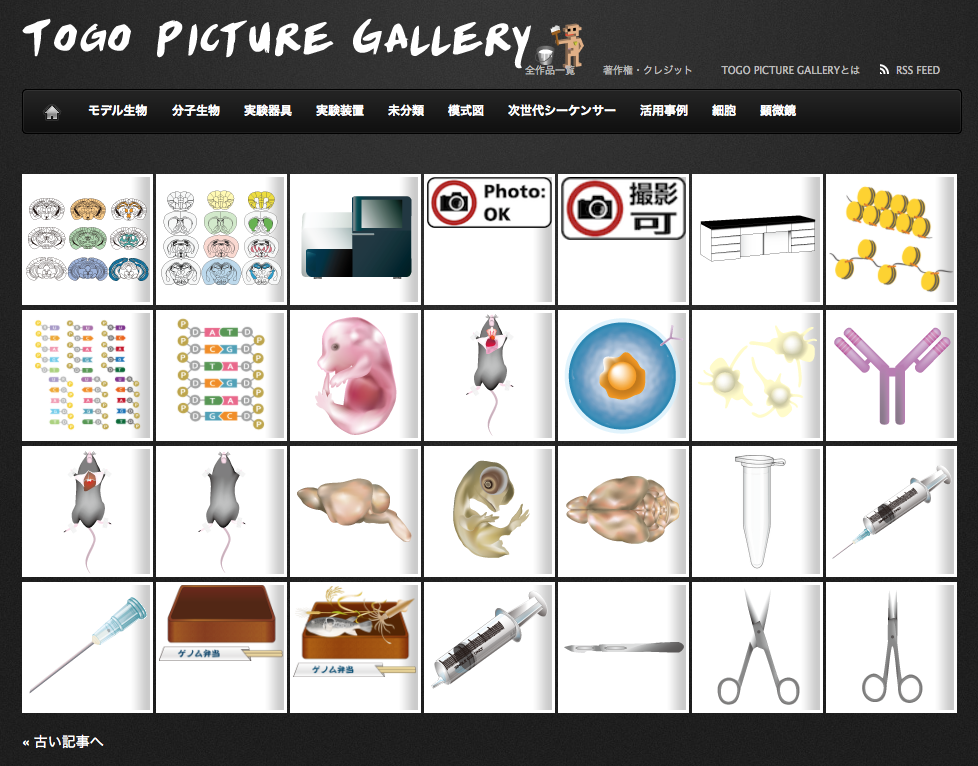 TOGO PICTURE GALLERY
全作品一覧 著作権・クレジット TOGO PICTURE GALLERYとは RSS FEED
モデル生物 分子生物 実験器具 実験装置 未分類 模式図 次世代シーケンサー 活用事例 細胞 顕微鏡
Photo:
OK
撮影
可
P D A T D
D C G D P
P D T A D
D C G D P
P D T A D
D G C D P
ゲノム弁当
ゲノム弁当
« 古い記事へ